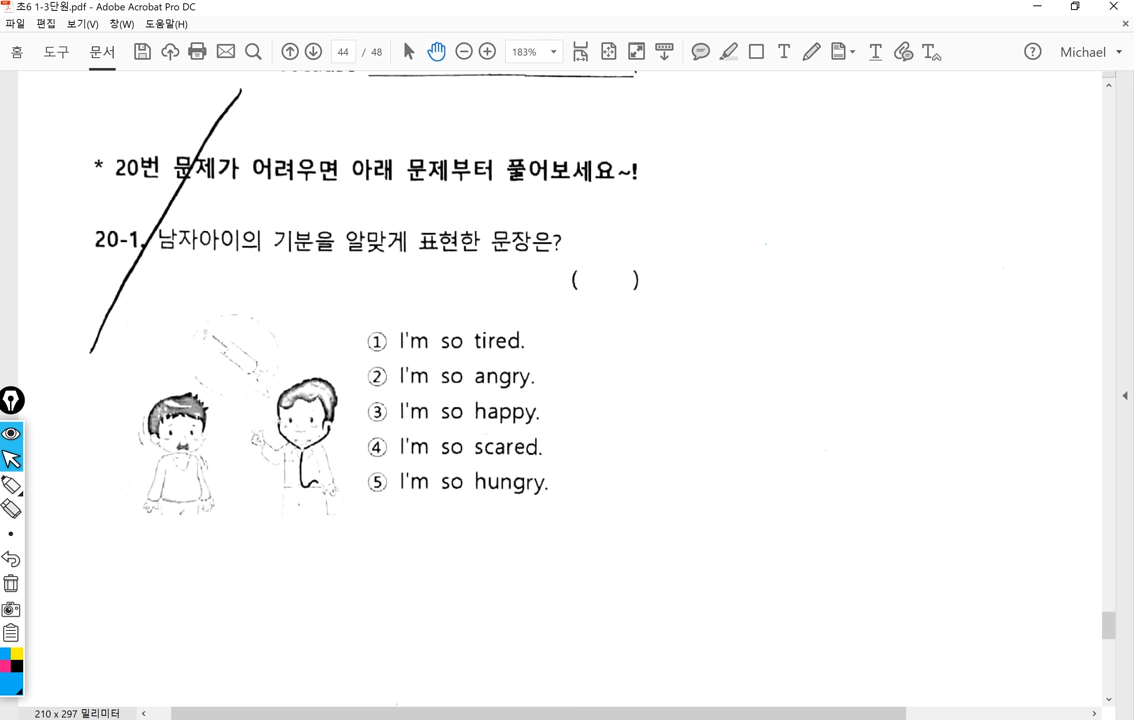 초6 1-3단원.pdf - Adobe Acrobat Pro DC
파일 편집 보기(V) 창(W) 도움말(H)
홈 도구 문서 44 / 48 183% Michael
* 20번 문제가 어려우면 아래 문제부터 풀어보세요~!
20-1. 남자아이의 기분을 알맞게 표현한 문장은?
( )
① I'm so tired.
② I'm so angry.
③ I'm so happy.
④ I'm so scared.
⑤ I'm so hungry.
210 x 297 밀리미터